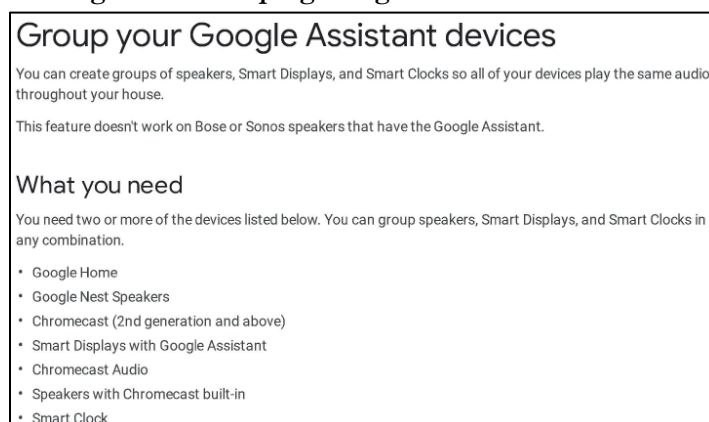 Group your Google Assistant devices
You can create groups of speakers, Smart Displays, and Smart Clocks so all of your devices play the same audio
throughout your house.
This feature doesn't work on Bose or Sonos speakers that have the Google Assistant.
What you need
You need two or more of the devices listed below. You can group speakers, Smart Displays, and Smart Clocks in
any combination.
• Google Home
• Google Nest Speakers
• Chromecast (2nd generation and above)
• Smart Displays with Google Assistant
• Chromecast Audio
• Speakers with Chromecast built-in
• Smart Clock